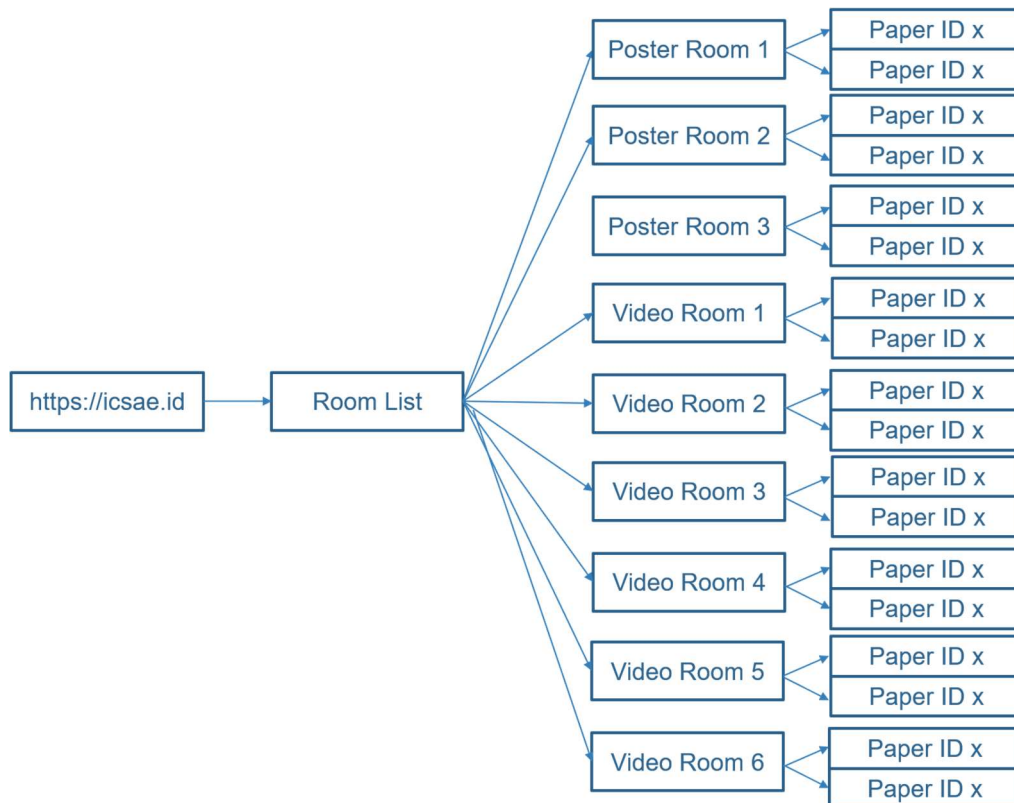 https://icsae.id
Room List
Poster Room 1
Paper ID x
Paper ID x
Poster Room 2
Paper ID x
Paper ID x
Poster Room 3
Paper ID x
Paper ID x
Video Room 1
Paper ID x
Paper ID x
Video Room 2
Paper ID x
Paper ID x
Video Room 3
Paper ID x
Paper ID x
Video Room 4
Paper ID x
Paper ID x
Video Room 5
Paper ID x
Paper ID x
Video Room 6
Paper ID x
Paper ID x